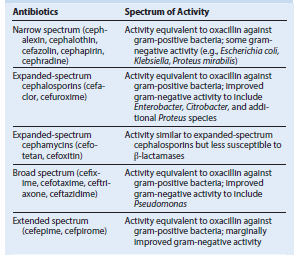 Antibiotics
Spectrum of Activity
Narrow spectrum (ceph-
alexin, cephalothin,
cefazolin, cephapirin,
cephradine)
Activity equivalent to oxacillin against
gram-positive bacteria; some gram-
negative activity (e.g., Escherichia coli,
Klebsiella, Proteus mirabilis)
Expanded-spectrum
cephalosporins (cefa-
clor, cefuroxime)
Activity equivalent to oxacillin against
gram-positive bacteria; improved
gram-negative activity to include
Enterobacter, Citrobacter, and addi-
tional Proteus species
Expanded-spectrum
cephamycins (cefo-
tetan, cefoxitin)
Activity similar to expanded-spectrum
cephalosporins but less susceptible to
β-lactamases
Broad spectrum (cefix-
ime, cefotaxime, ceftri-
axone, ceftazidime)
Activity equivalent to oxacillin against
gram-positive bacteria; improved
gram-negative activity to include
Pseudomonas
Extended spectrum
(cefepime, cefpirome)
Activity equivalent to oxacillin against
gram-positive bacteria; marginally
improved gram-negative activity